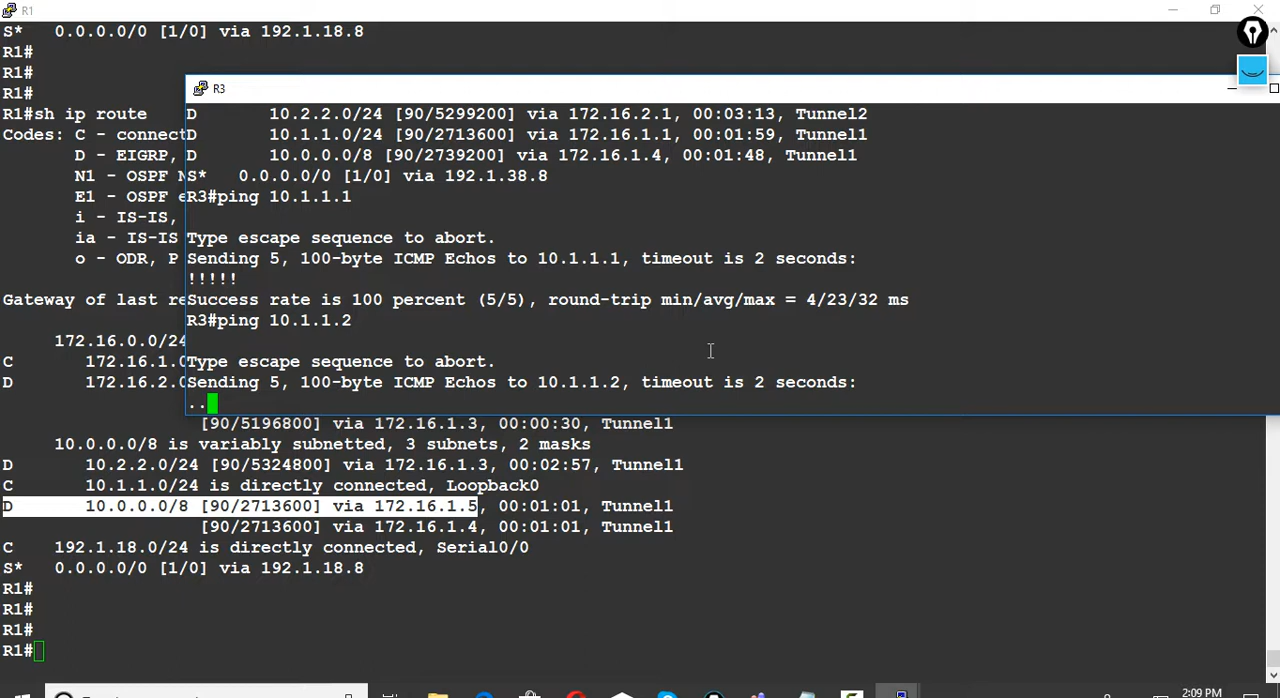 R1
S*   0.0.0.0/0 [1/0] via 192.1.18.8
R1#
R1#
R1#
R1#sh ip route
Codes: C - connect
D - EIGRP,
N1 - OSPF N
E1 - OSPF e
i - IS-IS,
ia - IS-IS
o - ODR, P
Gateway of last re
172.16.0.0/24
C       172.16.1.0
D       172.16.2.0
[90/5196800] via 172.16.1.3, 00:00:30, Tunnel1
10.0.0.0/8 is variably subnetted, 3 subnets, 2 masks
D       10.2.2.0/24 [90/5324800] via 172.16.1.3, 00:02:57, Tunnel1
C       10.1.1.0/24 is directly connected, Loopback0
D       10.0.0.0/8 [90/2713600] via 172.16.1.5, 00:01:01, Tunnel1
[90/2713600] via 172.16.1.4, 00:01:01, Tunnel1
C    192.1.18.0/24 is directly connected, Serial0/0
S*   0.0.0.0/0 [1/0] via 192.1.18.8
R1#
R1#
R1#
R1#
R3
D       10.2.2.0/24 [90/5299200] via 172.16.2.1, 00:03:13, Tunnel2
D       10.1.1.0/24 [90/2713600] via 172.16.1.1, 00:01:59, Tunnel1
D       10.0.0.0/8 [90/2739200] via 172.16.1.4, 00:01:48, Tunnel1
S*   0.0.0.0/0 [1/0] via 192.1.38.8
R3#ping 10.1.1.1
Type escape sequence to abort.
Sending 5, 100-byte ICMP Echos to 10.1.1.1, timeout is 2 seconds:
!!!!!
Success rate is 100 percent (5/5), round-trip min/avg/max = 4/23/32 ms
R3#ping 10.1.1.2
Type escape sequence to abort.
Sending 5, 100-byte ICMP Echos to 10.1.1.2, timeout is 2 seconds:
..
2:09 PM